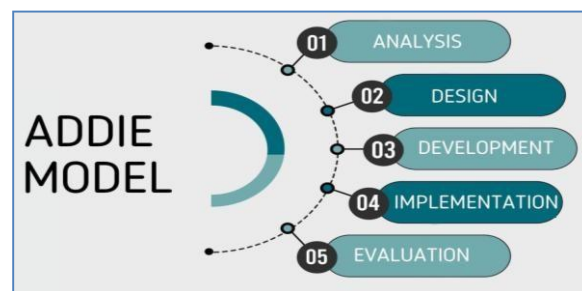 ADDIE
MODEL
01 ANALYSIS
02 DESIGN
03 DEVELOPMENT
04 IMPLEMENTATION
05 EVALUATION